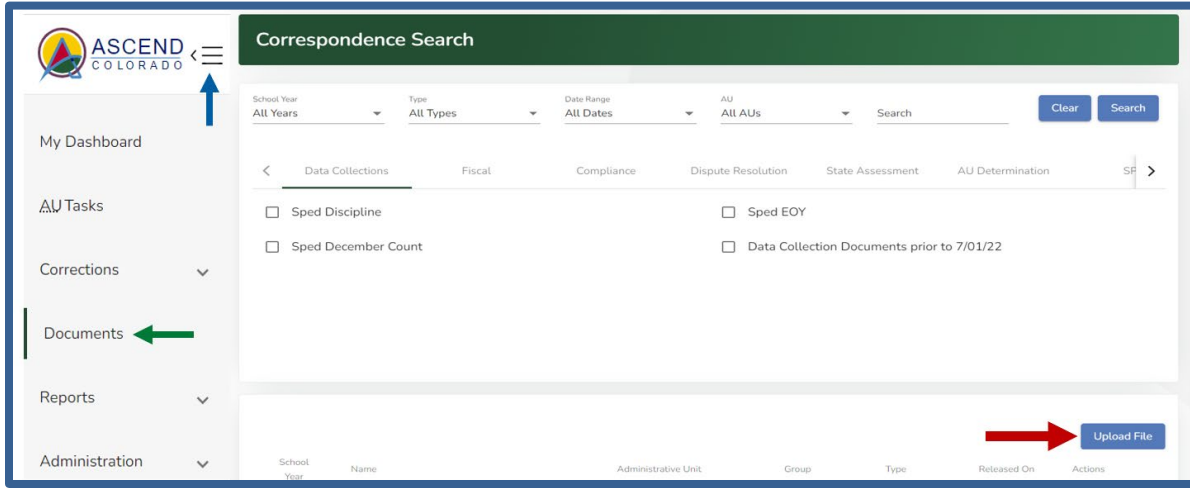 ASCEND
COLORADO
Correspondence Search
School Year
All Years
Type
All Types
Date Range
All Dates
AU
All AUs
Search
Clear
Search
My Dashboard
AU Tasks
Corrections
Documents
Reports
Administration
Data Collections
Fiscal
Compliance
Dispute Resolution
State Assessment
AU Determination
Sped Discipline
Sped EOY
Sped December Count
Data Collection Documents prior to 7/01/22
Upload File
School
Year
Name
Administrative Unit
Group
Type
Released On
Actions